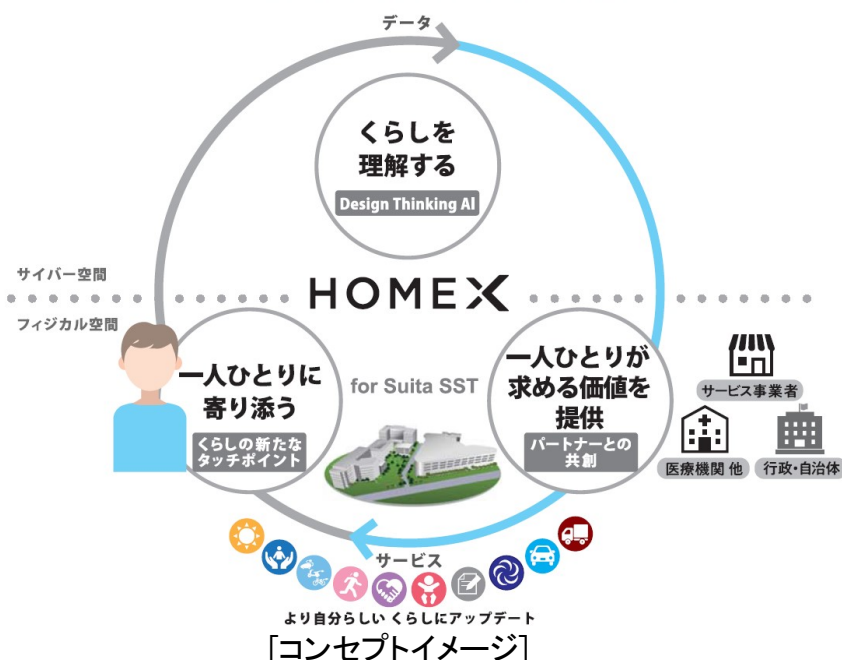 データ
くらしを
理解する
Design Thinking AI
サイバー空間
HOMEX
フィジカル空間
一人ひとりに
寄り添う
くらしの新たな
タッチポイント
for Suita SST
一人ひとりが
求める価値を
提供
パートナーとの
共創
サービス事業者
医療機関 他
行政・自治体
サービス
より自分らしい くらしにアップデート
[コンセプトイメージ]